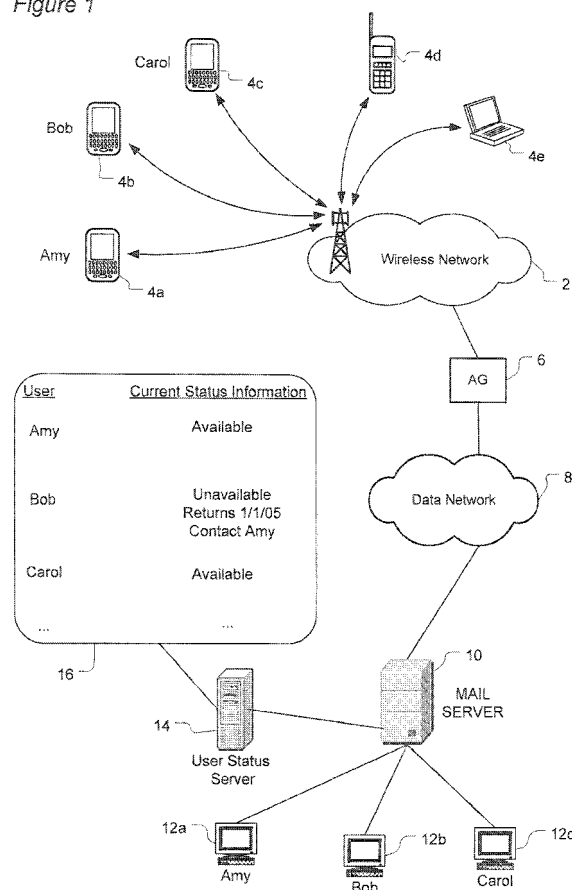 Figure 1
Carol
4c
4d
Bob
4b
4e
Amy
4a
Wireless Network
2
AG
6
User Current Status Information
Amy Available
Bob Unavailable
Returns 1/1/05
Contact Amy
Carol Available
... ...
16
Data Network
8
10
MAIL
SERVER
14
User Status
Server
12a
Amy
12b
Bob
12c
Carol